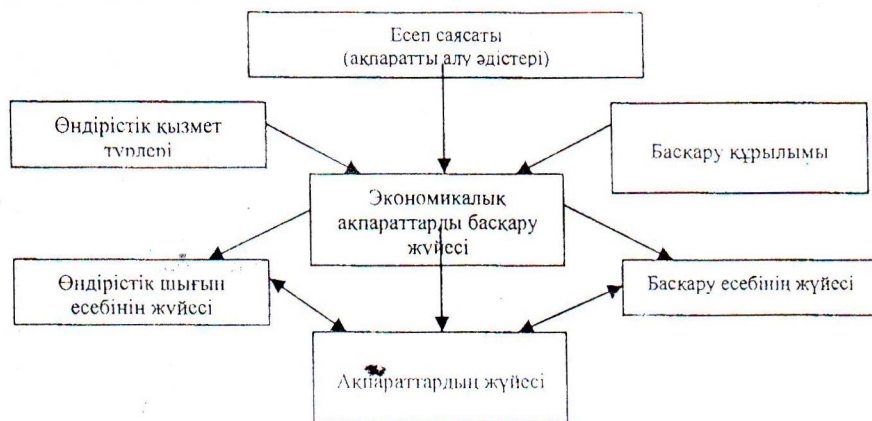 Есеп саясаты
(ақпаратты алу әдістері)
Өндірістік қызмет
түрлері
Басқару құрылымы
Экономикалық
ақпараттарды басқару
жүйесі
Өндірістік шығын
есебінің жүйесі
Басқару есебінің жүйесі
Ақпараттардың жүйесі